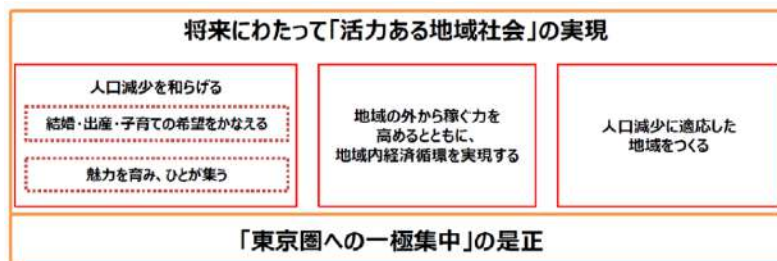 将来にわたって「活力ある地域社会」の実現
人口減少を和らげる
結婚・出産・子育ての希望をかなえる
魅力を育み、ひとが集う
地域の外から稼ぐ力を
高めるとともに、
地域内経済循環を実現する
人口減少に適応した
地域をつくる
「東京圏への一極集中」の是正